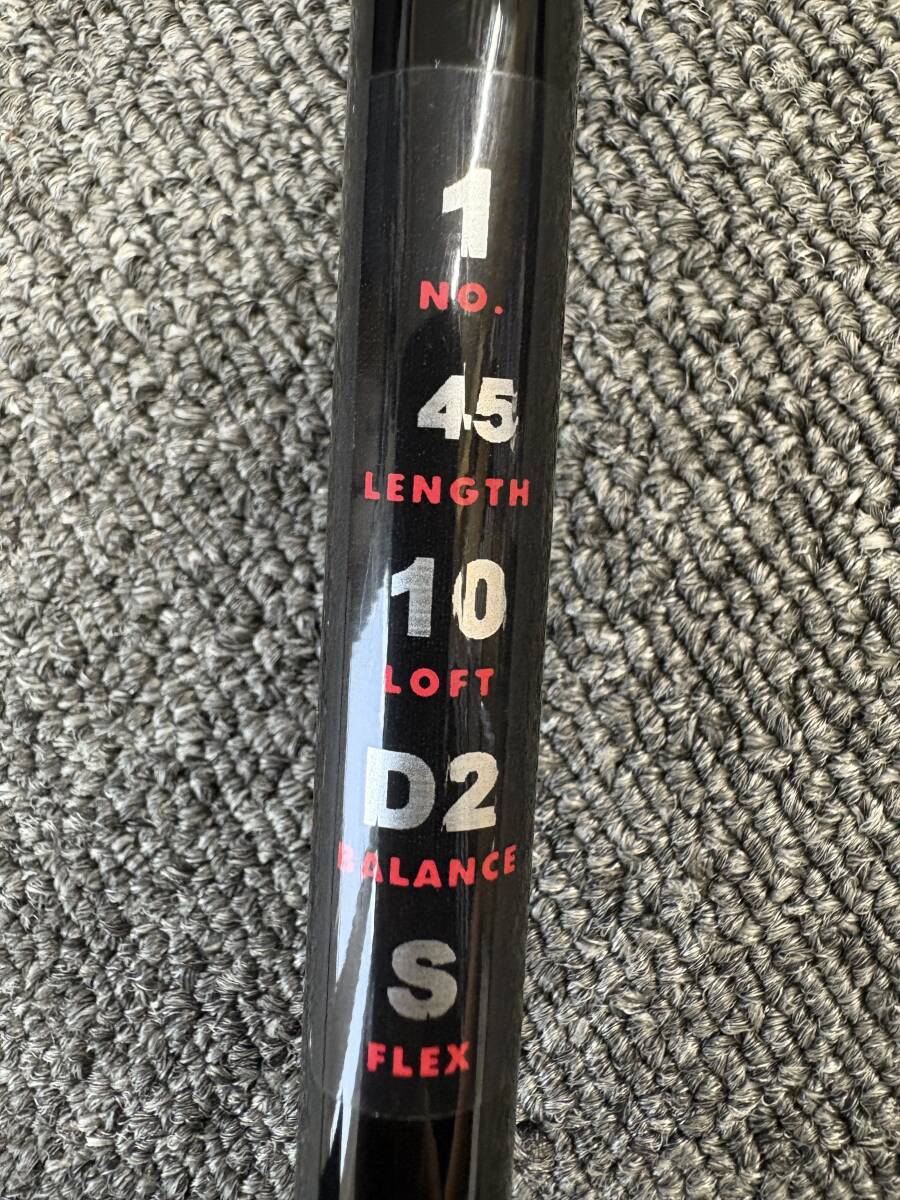 1
NO.
45
LENGTH
10
LOFT
D2
BALANCE
S
FLEX